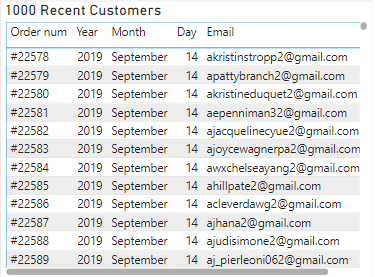 1000 Recent Customers
Order num Year Month Day Email
#22578 2019 September 14 akristinstropp2@gmail.com
#22579 2019 September 14 apattybranch2@gmail.com
#22580 2019 September 14 akristineduquet2@gmail.com
#22581 2019 September 14 aepenniman32@gmail.com
#22582 2019 September 14 ajacquelinecyue2@gmail.com
#22583 2019 September 14 ajoycewagnerpa2@gmail.com
#22584 2019 September 14 awxchelseayang2@gmail.com
#22585 2019 September 14 ahillpate2@gmail.com
#22586 2019 September 14 acleverdawg2@gmail.com
#22587 2019 September 14 ajhana2@gmail.com
#22588 2019 September 14 ajudisimone2@gmail.com
#22589 2019 September 14 aj_pierleoni062@gmail.com